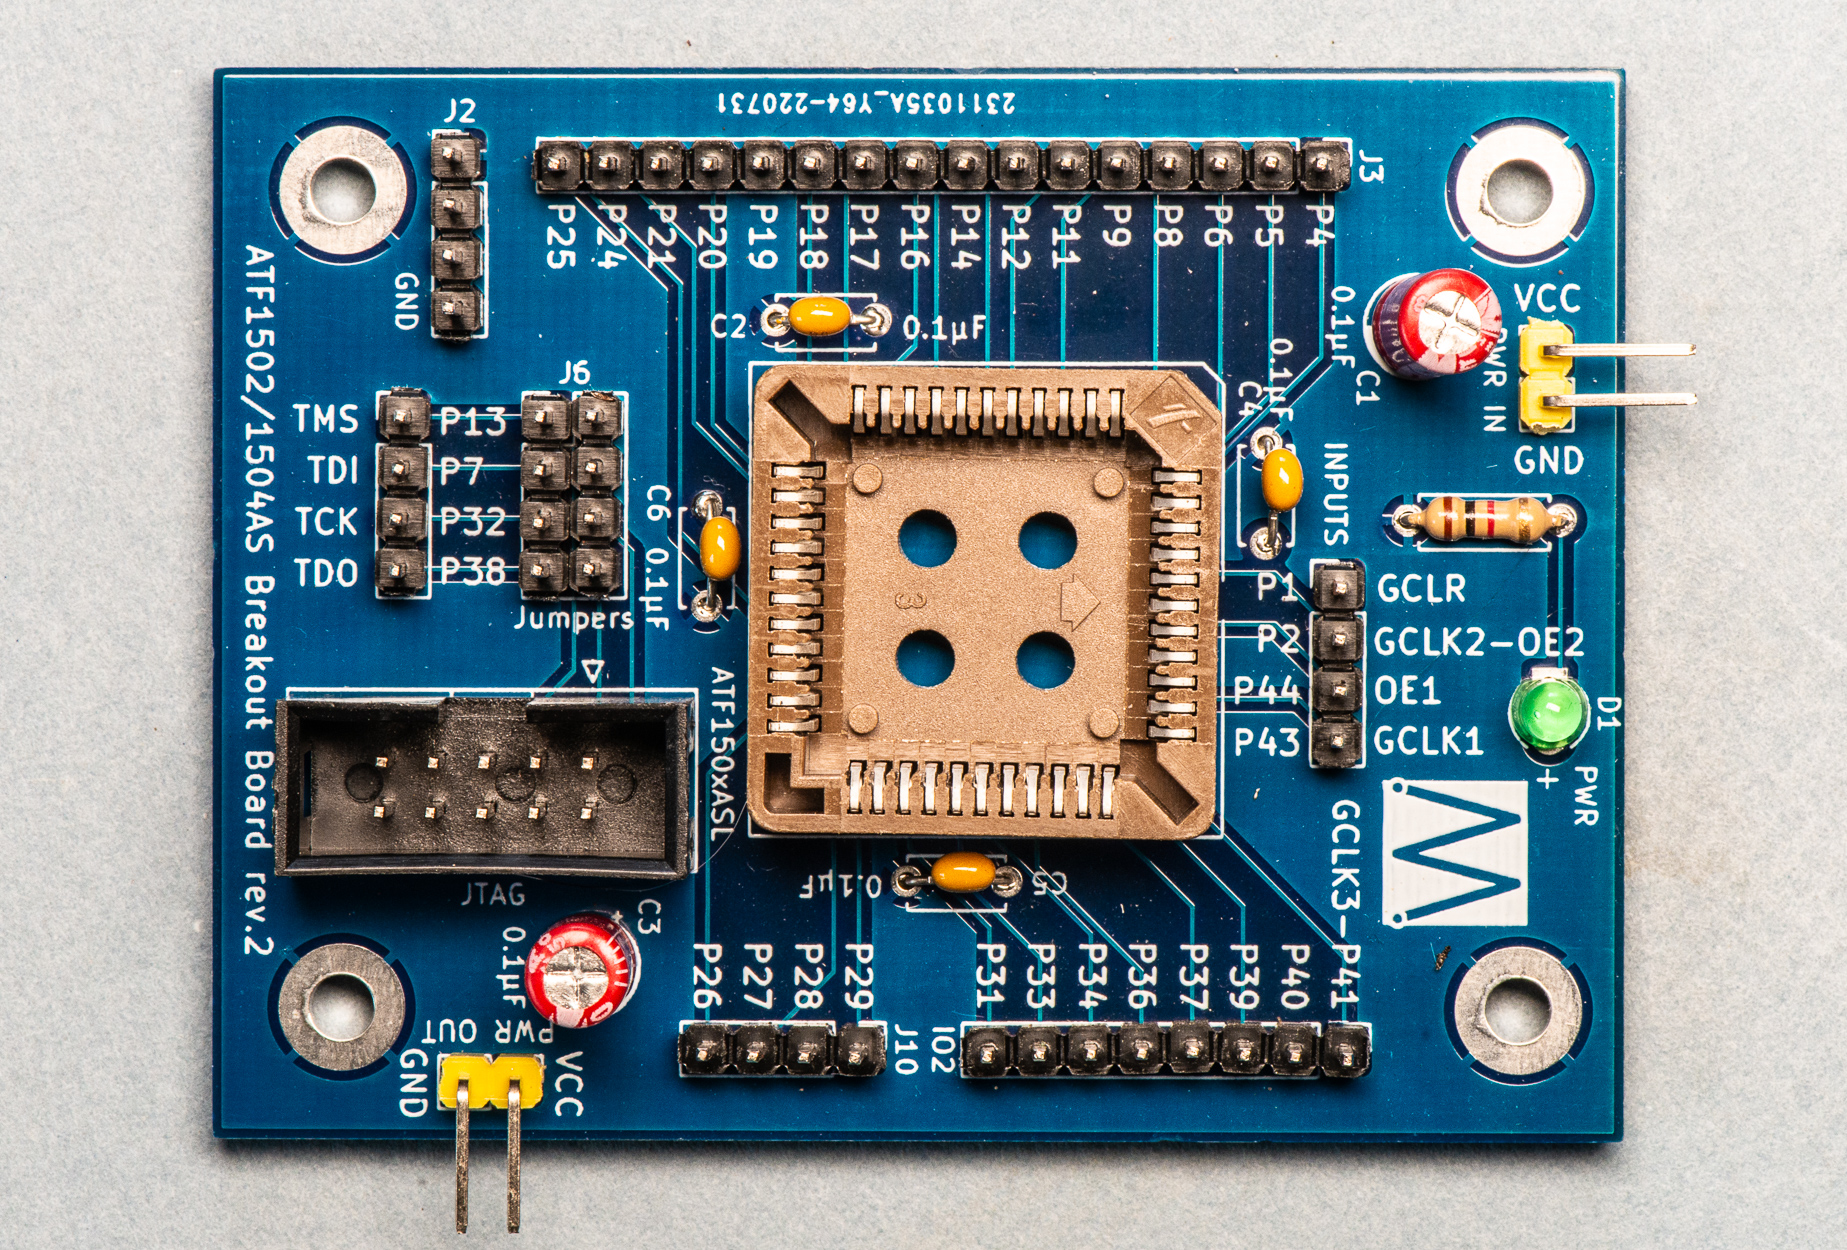 2311035A_Y64-220731
J2
GND
J3
P25
P24
P21
P20
P19
P18
P17
P16
P14
P12
P11
P9
P8
P6
P5
P4
C2
0.1µF
0.1µF
C1
VCC
PWR IN
GND
C4
0.1µF
J6
TMS
P13
TDI
P7
TCK
P32
TDO
P38
Jumpers
C6
0.1µF
ATF1502/1504AS Breakout Board rev.2
3
INPUTS
P1
GCLR
P2
GCLK2-OE2
P44
OE1
P43
GCLK1
D1
+
PWR
ATF150xASL
JTAG
0.1µF
C5
C3
+
0.1µF
PWR OUT
GND
VCC
P26
P27
P28
P29
J10
IO2
P31
P33
P34
P36
P37
P39
P40
GCLK3-P41